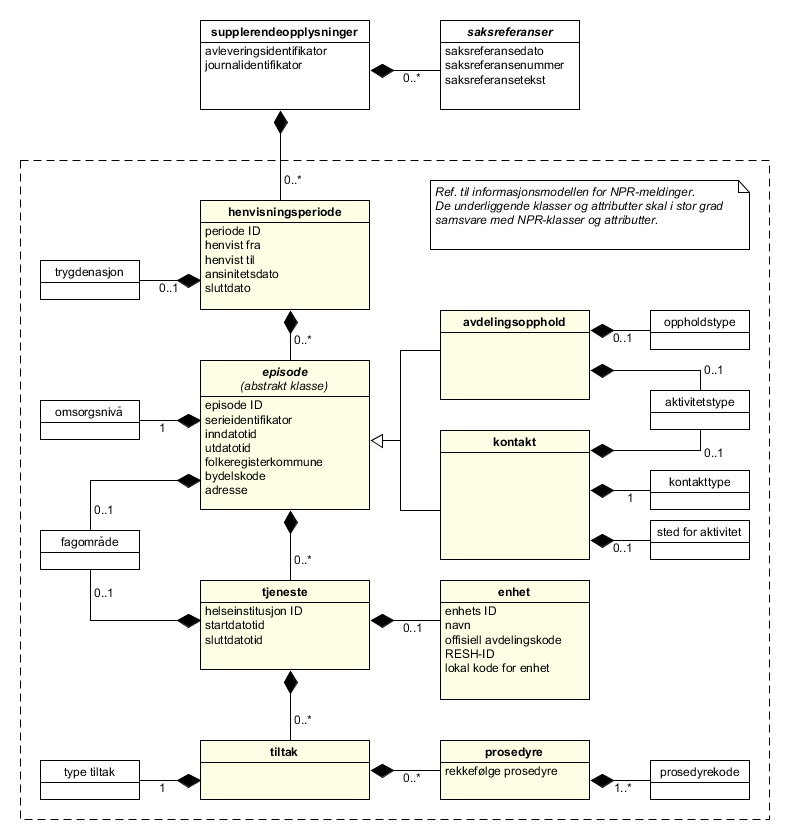 supplerendeopplysninger
avleveringsidentifikator
journalidentifikator
0..*
saksreferanser
saksreferansedato
saksreferansenummer
saksreferansetekst
0..*
Ref. til informasjonsmodellen for NPR-meldinger.
De underliggende klasser og attributter skal i stor grad
samsvare med NPR-klasser og attributter.
henvisningsperiode
periode ID
henvist fra
henvist til
ansinitetsdato
sluttdato
trygdenasjon
0..1
0..*
episode
(abstrakt klasse)
episode ID
serieidentifikator
inndatotid
utdatotid
folkeregisterkommune
bydelskode
adresse
omsorgsnivå
1
avdelingsopphold
0..1
oppholdstype
0..1
aktivitetstype
0..1
kontakt
1
kontakttype
0..1
sted for aktivitet
0..1
fagområde
0..1
0..*
tjeneste
helseinstitusjon ID
startdatotid
sluttdatotid
0..1
enhet
enhets ID
navn
offisiell avdelingskode
RESH-ID
lokal kode for enhet
0..*
tiltak
type tiltak
1
0..*
prosedyre
rekkefølge prosedyre
1..*
prosedyrekode